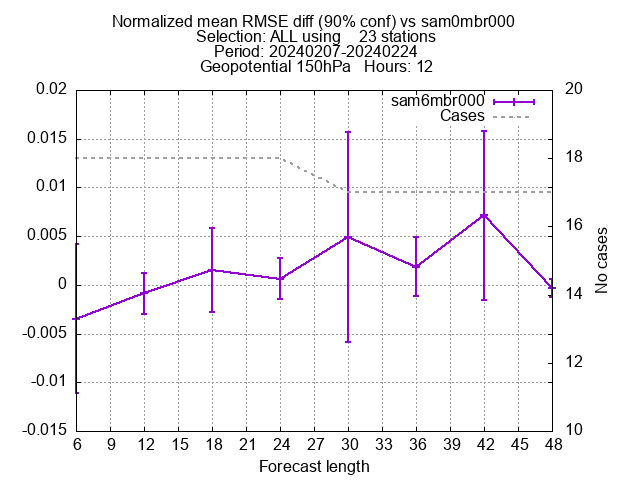 Normalized mean RMSE diff (90% conf) vs sam0mbr000
Selection: ALL using    23 stations
Period: 20240207-20240224
Geopotential 150hPa   Hours: 12
sam6mbr000
Cases
0.02
0.015
0.01
0.005
0
-0.005
-0.01
-0.015
20
18
16
14
12
10
No cases
6 9 12 15 18 21 24 27 30 33 36 39 42 45 48
Forecast length